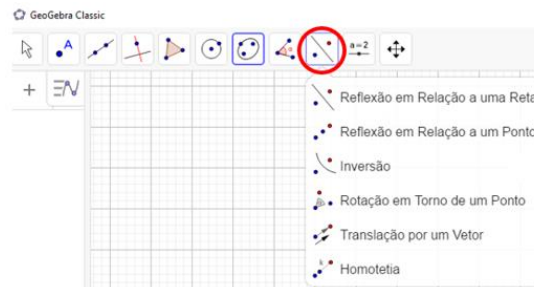 GeoGebra Classic
A
a=2
Reflexão em Relação a uma Reta
Reflexão em Relação a um Ponto
Inversão
Rotação em Torno de um Ponto
Translação por um Vetor
Homotetia